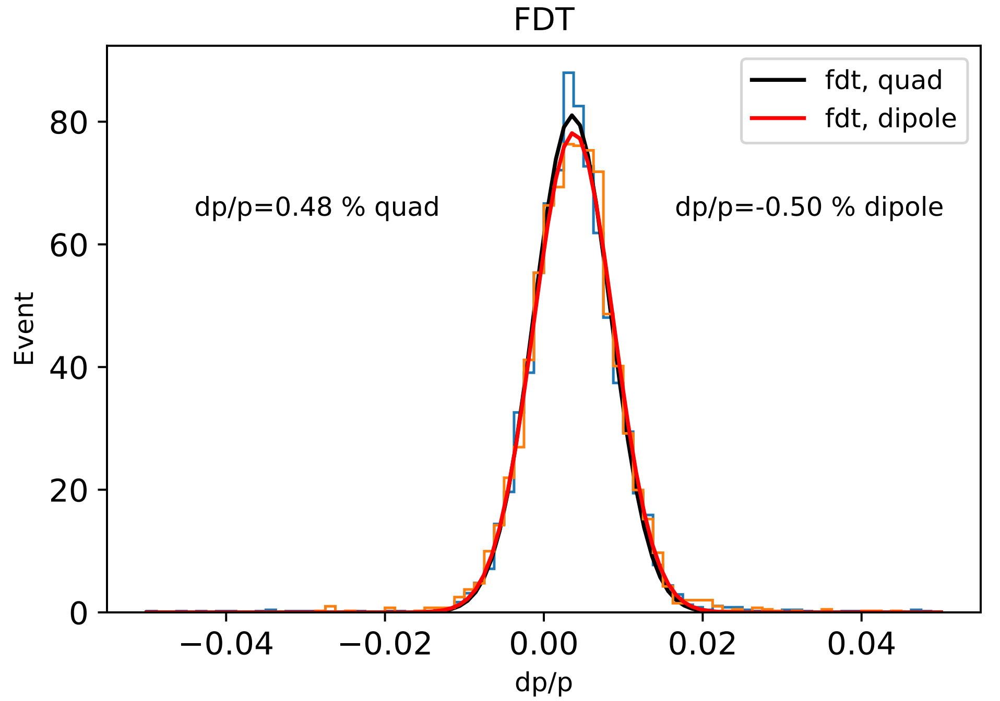 FDT
fdt, quad
fdt, dipole
dp/p=0.48 % quad
dp/p=-0.50 % dipole
Event
80
60
40
20
0
−0.04
−0.02
0.00
0.02
0.04
dp/p